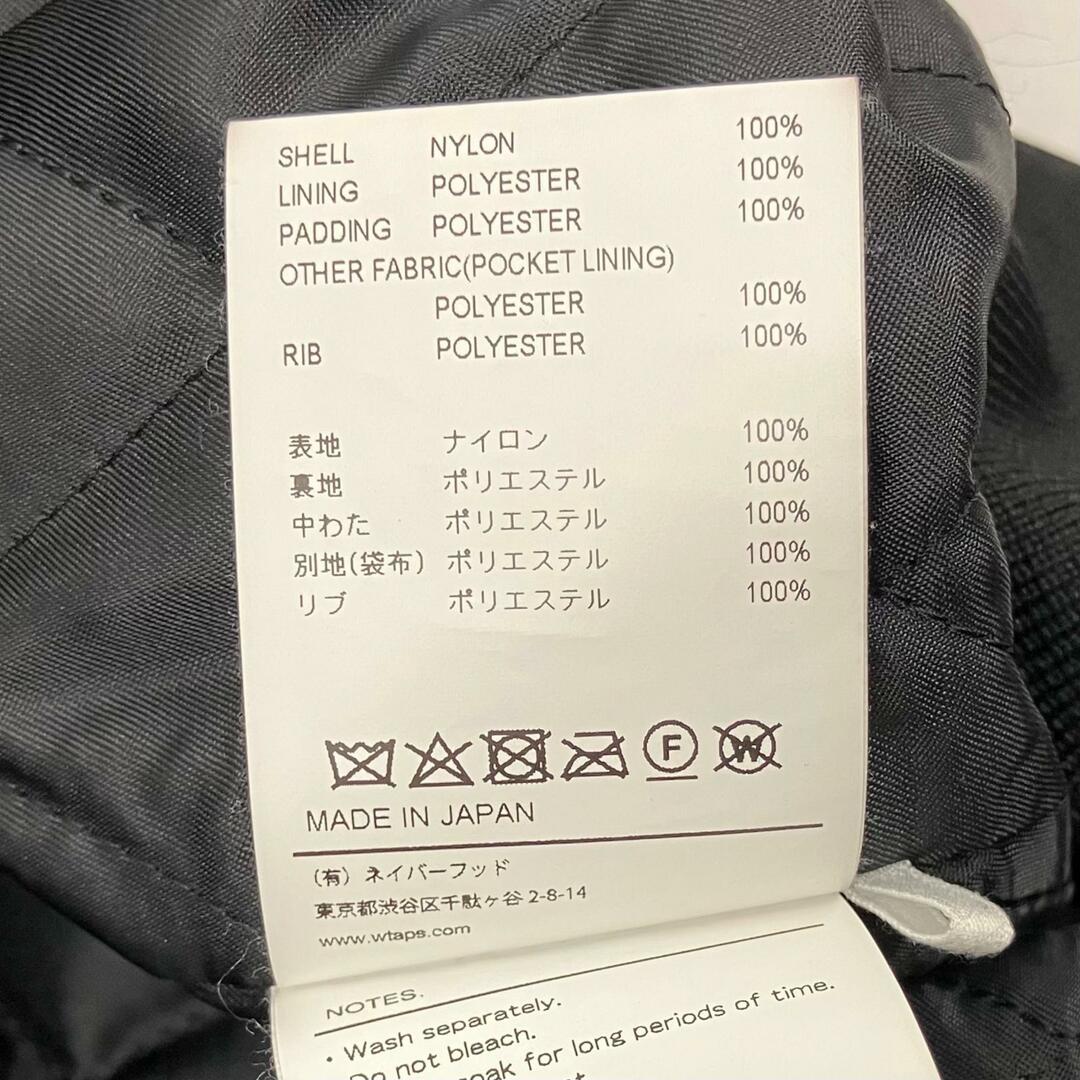 SHELL NYLON 100%
LINING POLYESTER 100%
PADDING POLYESTER 100%
OTHER FABRIC(POCKET LINING)
POLYESTER 100%
RIB POLYESTER 100%
表地 ナイロン 100%
裏地 ポリエステル 100%
中わた ポリエステル 100%
別地(袋布) ポリエステル 100%
リブ ポリエステル 100%
F W
MADE IN JAPAN
(有) ネイバーフッド
東京都渋谷区千駄ヶ谷 2-8-14
www.wtaps.com
NOTES.
• Wash separately.
Do not bleach.
for long periods of time.